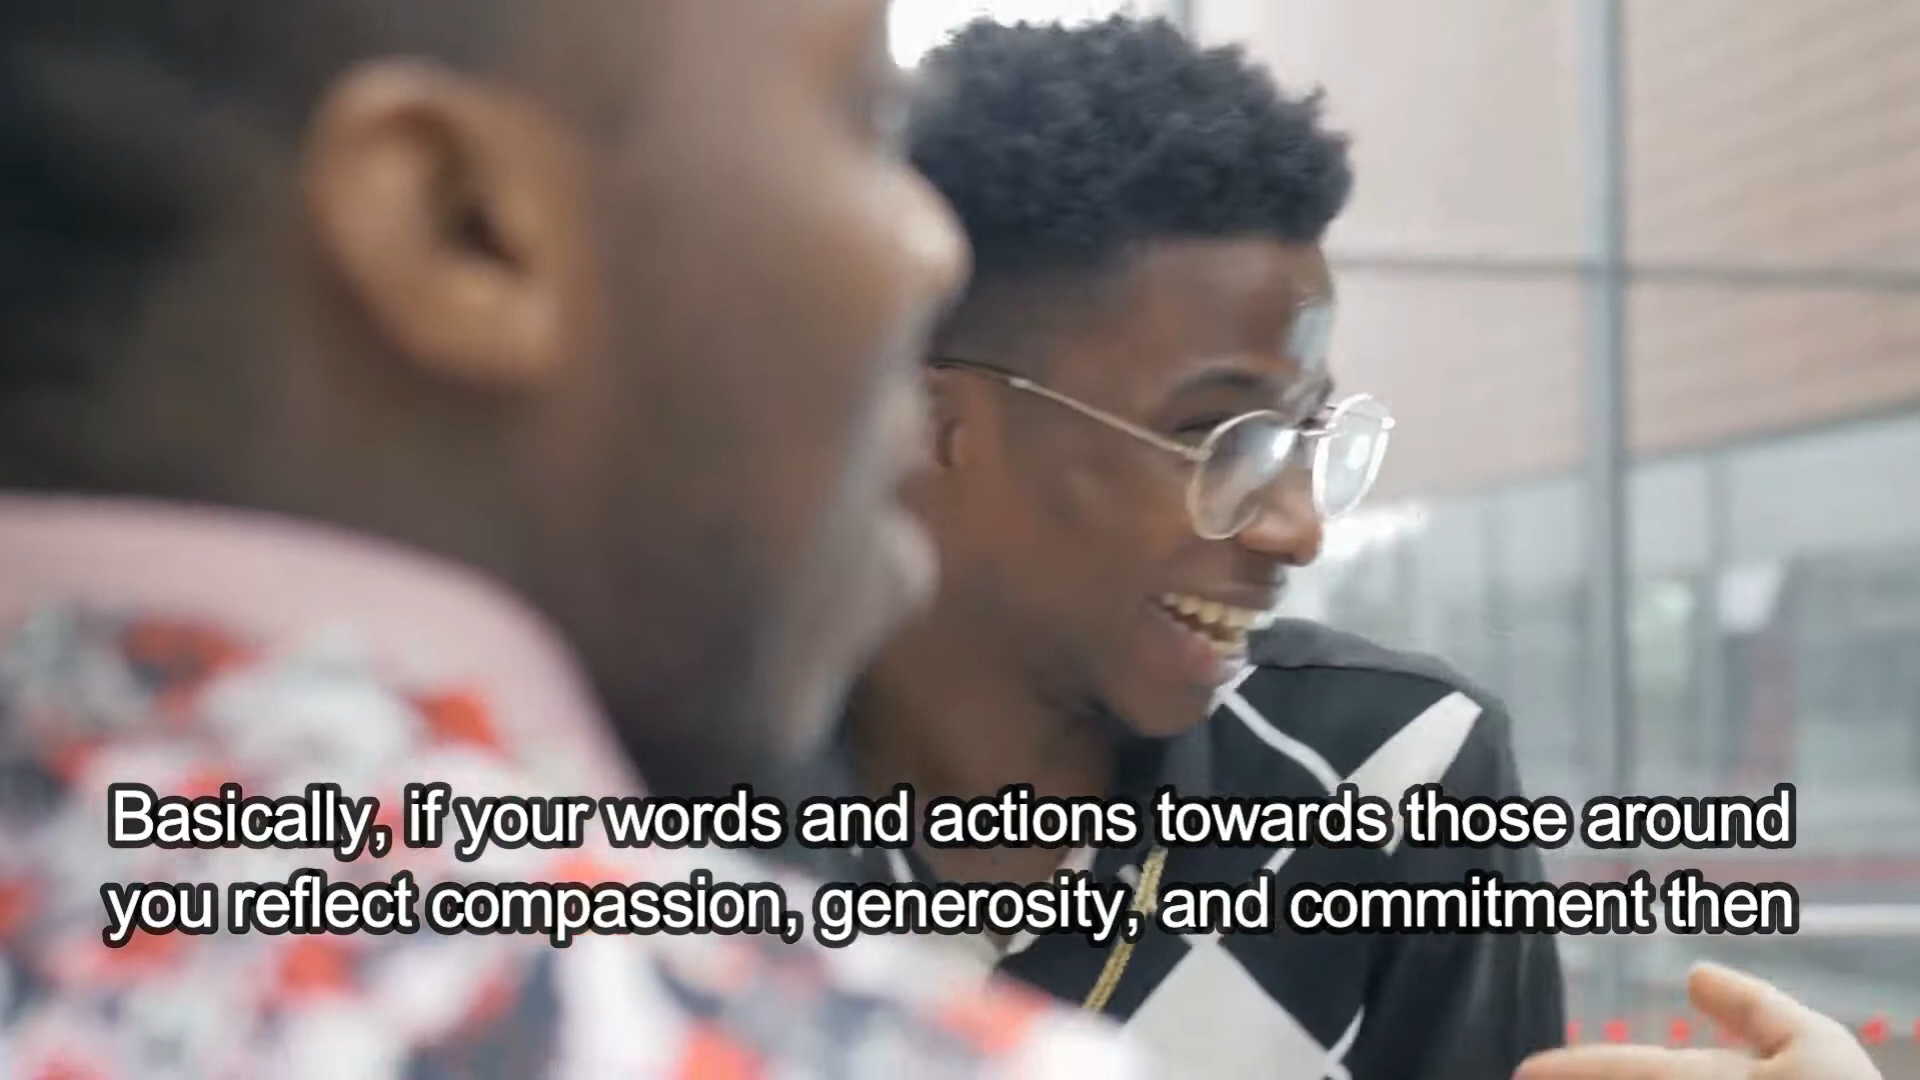 Basically, if your words and actions towards those around
you reflect compassion, generosity, and commitment then